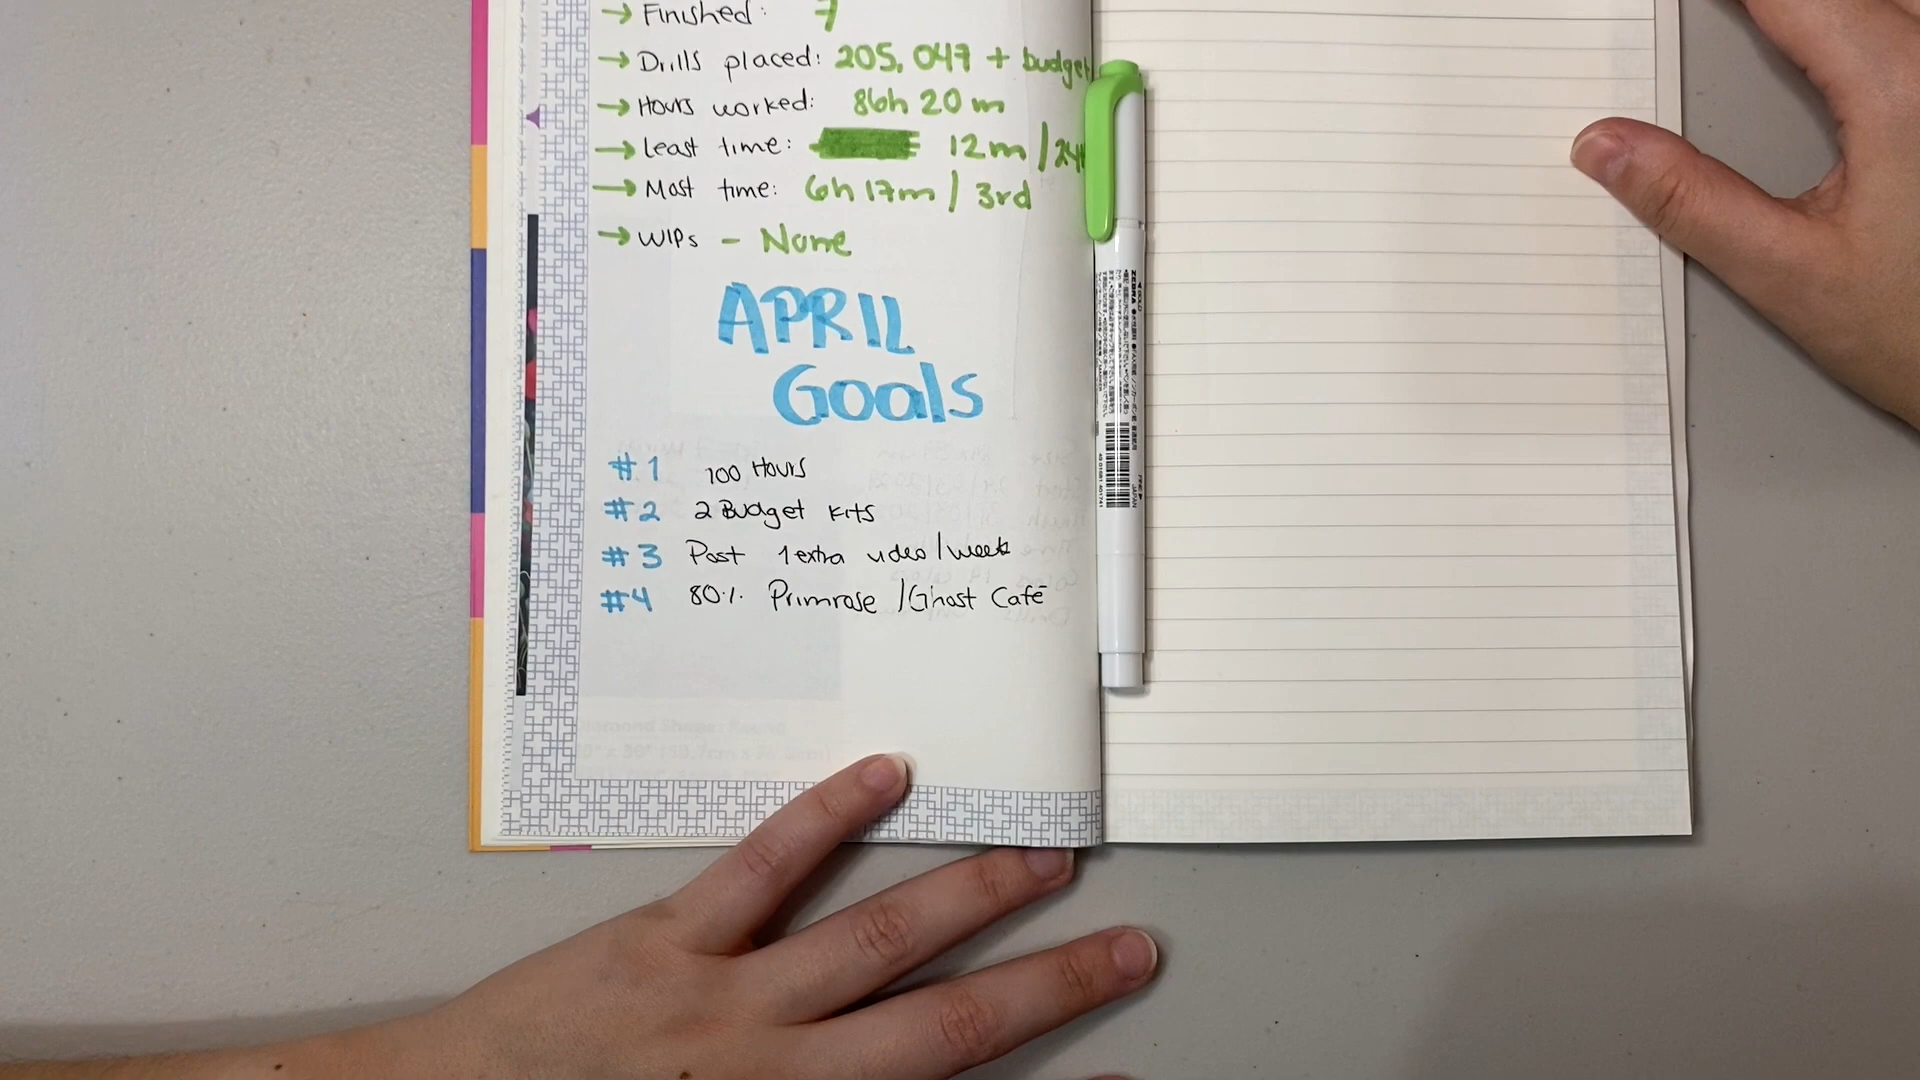 → Finished: 7
→ Drills placed: 205,047 + budget
→ Hours worked: 86h 20m
→ Least time: 12m /
→ Most time: 6h 17m / 3rd
→ WIPs - None
APRIL
Goals
#1 100 Hours
#2 2 Budget Kits
#3 Post 1 extra video/week
#4 80% Primrose / Ghost Café
ZEBRA
JAPAN